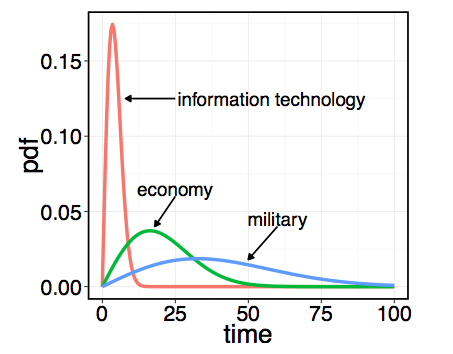 0.15
information technology
0.10
pdf
economy
0.05
military
0.00
0 25 50 75 100
time